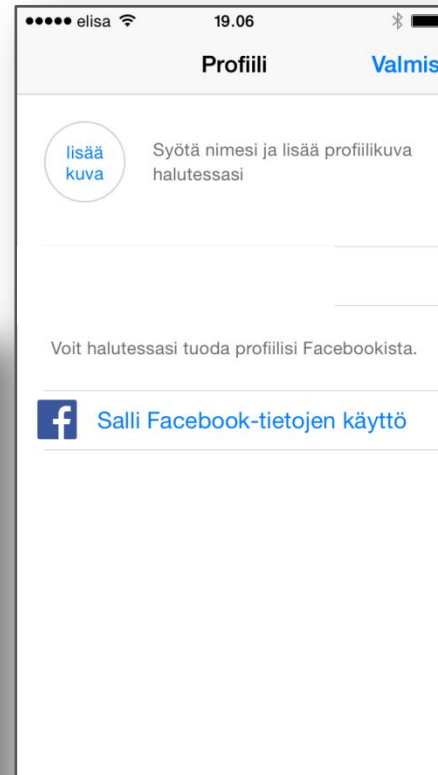 elisa 19.06
Profiili Valmis
lisää
kuva
Syötä nimesi ja lisää profiilikuva
halutessasi
Voit halutessasi tuoda profiilisi Facebookista.
f Salli Facebook-tietojen käyttö